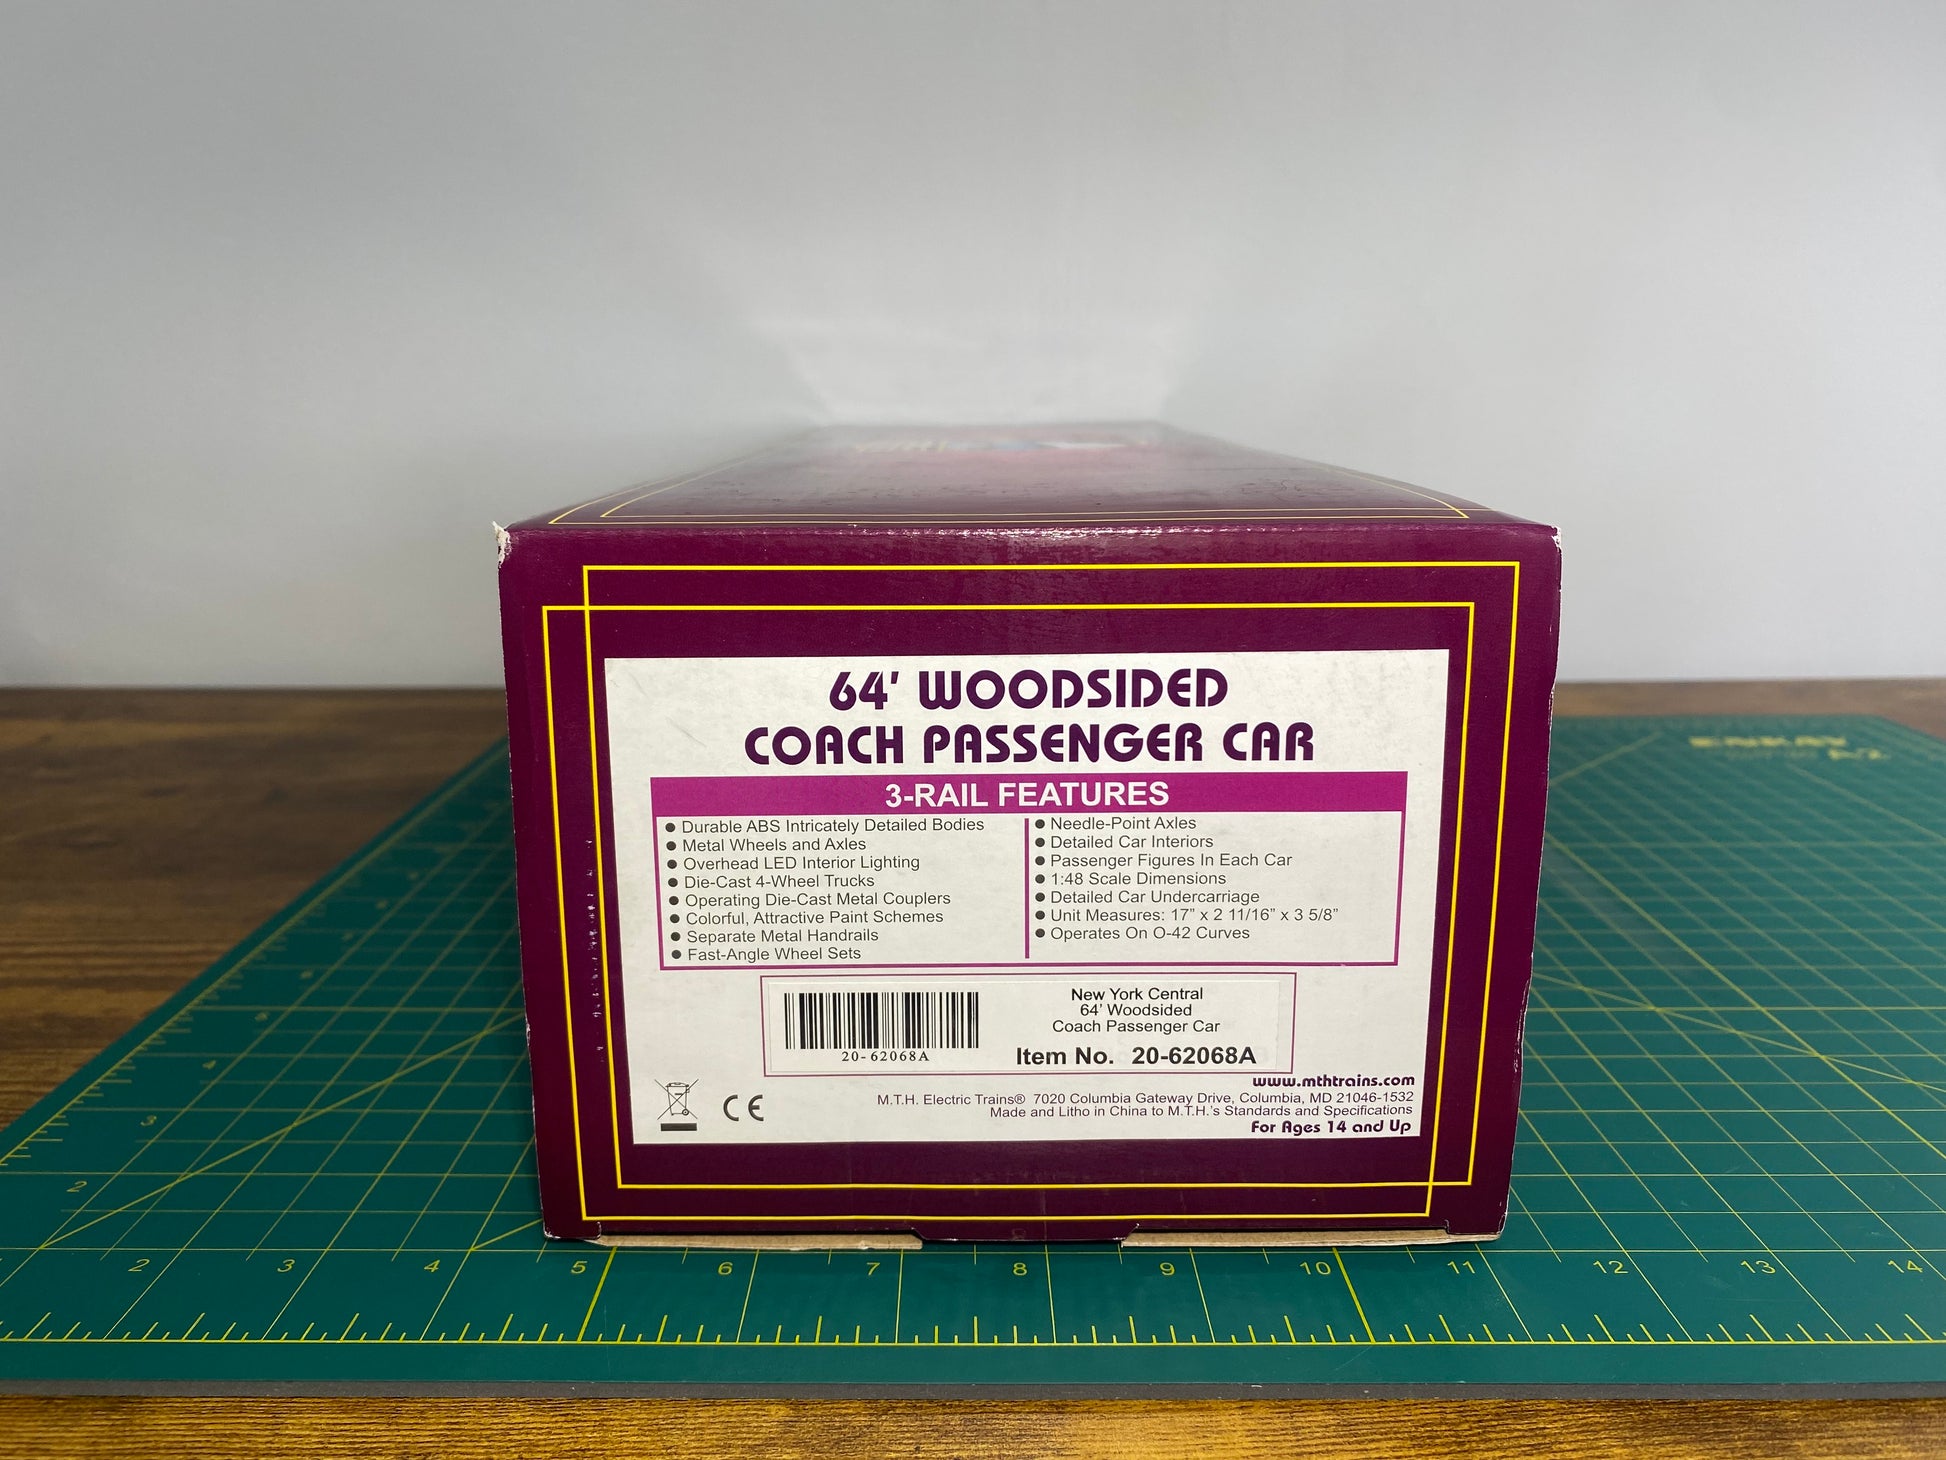 64' WOODSIDED
COACH PASSENGER CAR
3-RAIL FEATURES
● Durable ABS Intricately Detailed Bodies
● Metal Wheels and Axles
● Overhead LED Interior Lighting
● Die-Cast 4-Wheel Trucks
● Operating Die-Cast Metal Couplers
● Colorful, Attractive Paint Schemes
● Separate Metal Handrails
● Fast-Angle Wheel Sets
● Needle-Point Axles
● Detailed Car Interiors
● Passenger Figures In Each Car
● 1:48 Scale Dimensions
● Detailed Car Undercarriage
● Unit Measures: 17” x 2 11/16” x 3 5/8”
● Operates On O-42 Curves
20-62068A
New York Central
64' Woodsided
Coach Passenger Car
Item No. 20-62068A
CE
www.mthtrains.com
M.T.H. Electric Trains® 7020 Columbia Gateway Drive, Columbia, MD 21046-1532
Made and Litho in China to M.T.H.'s Standards and Specifications
For Ages 14 and Up
ENKAY
4
3
2
2 3 4 5 6 7 8 9 10 11 12 13 14